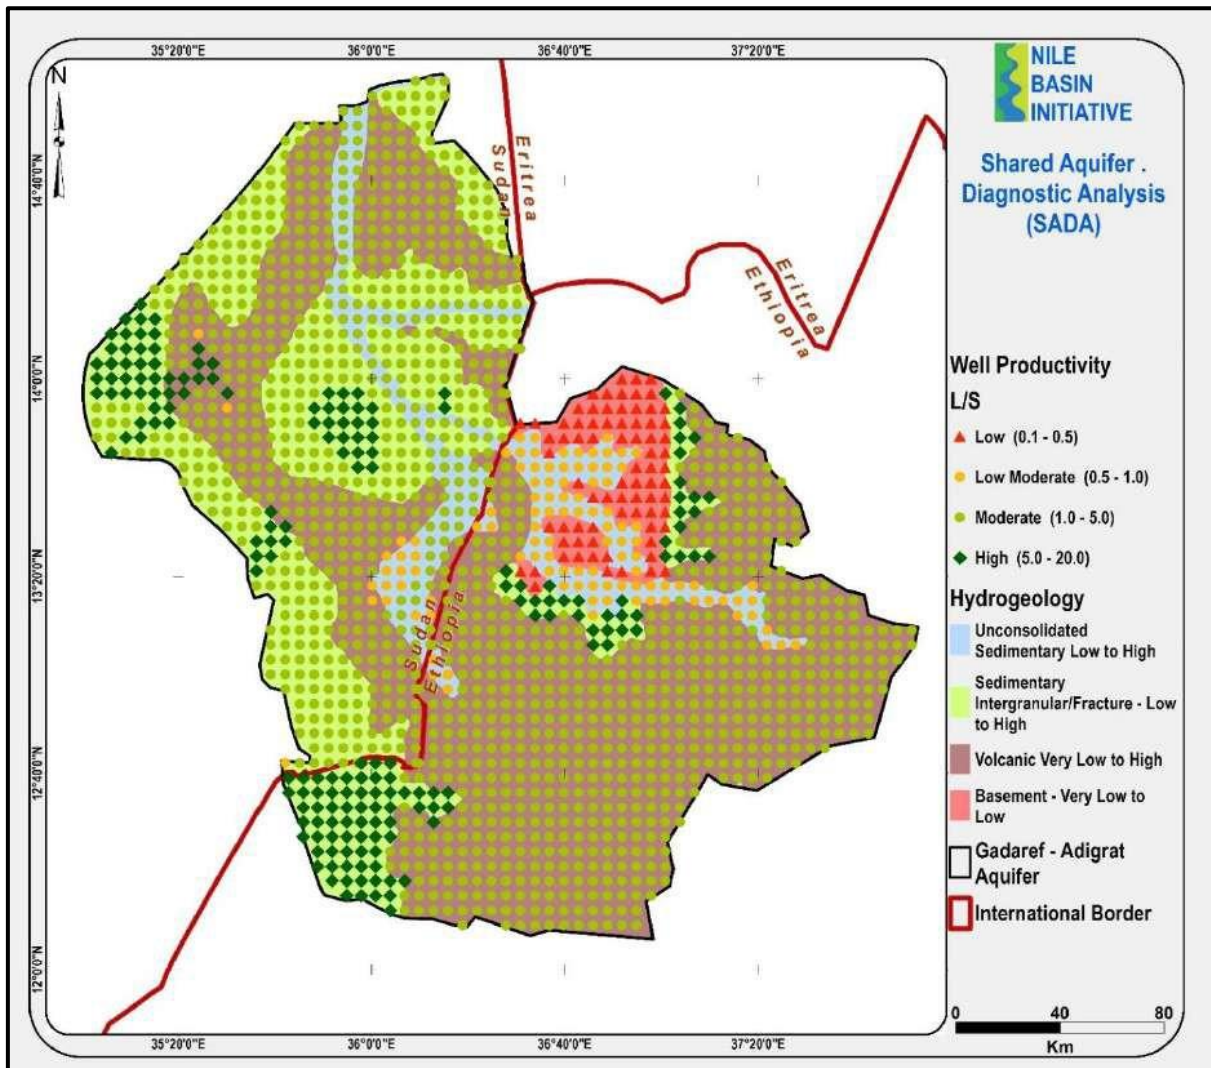 35°20'0"E 36°0'0"E 36°40'0"E 37°20'0"E
N
14°40'0"N
14°0'0"N
13°20'0"N
12°40'0"N
12°0'0"N
Sudan
Eritrea
Eritrea
Ethiopia
Sudan
Ethiopia
35°20'0"E 36°0'0"E 36°40'0"E 37°20'0"E
NILE
BASIN
INITIATIVE
Shared Aquifer .
Diagnostic Analysis
(SADA)
Well Productivity
L/S
Low (0.1 - 0.5)
Low Moderate (0.5 - 1.0)
Moderate (1.0 - 5.0)
High (5.0 - 20.0)
Hydrogeology
Unconsolidated
Sedimentary Low to High
Sedimentary
Intergranular/Fracture - Low
to High
Volcanic Very Low to High
Basement - Very Low to
Low
Gadaref - Adigrat
Aquifer
International Border
0 40 80
Km